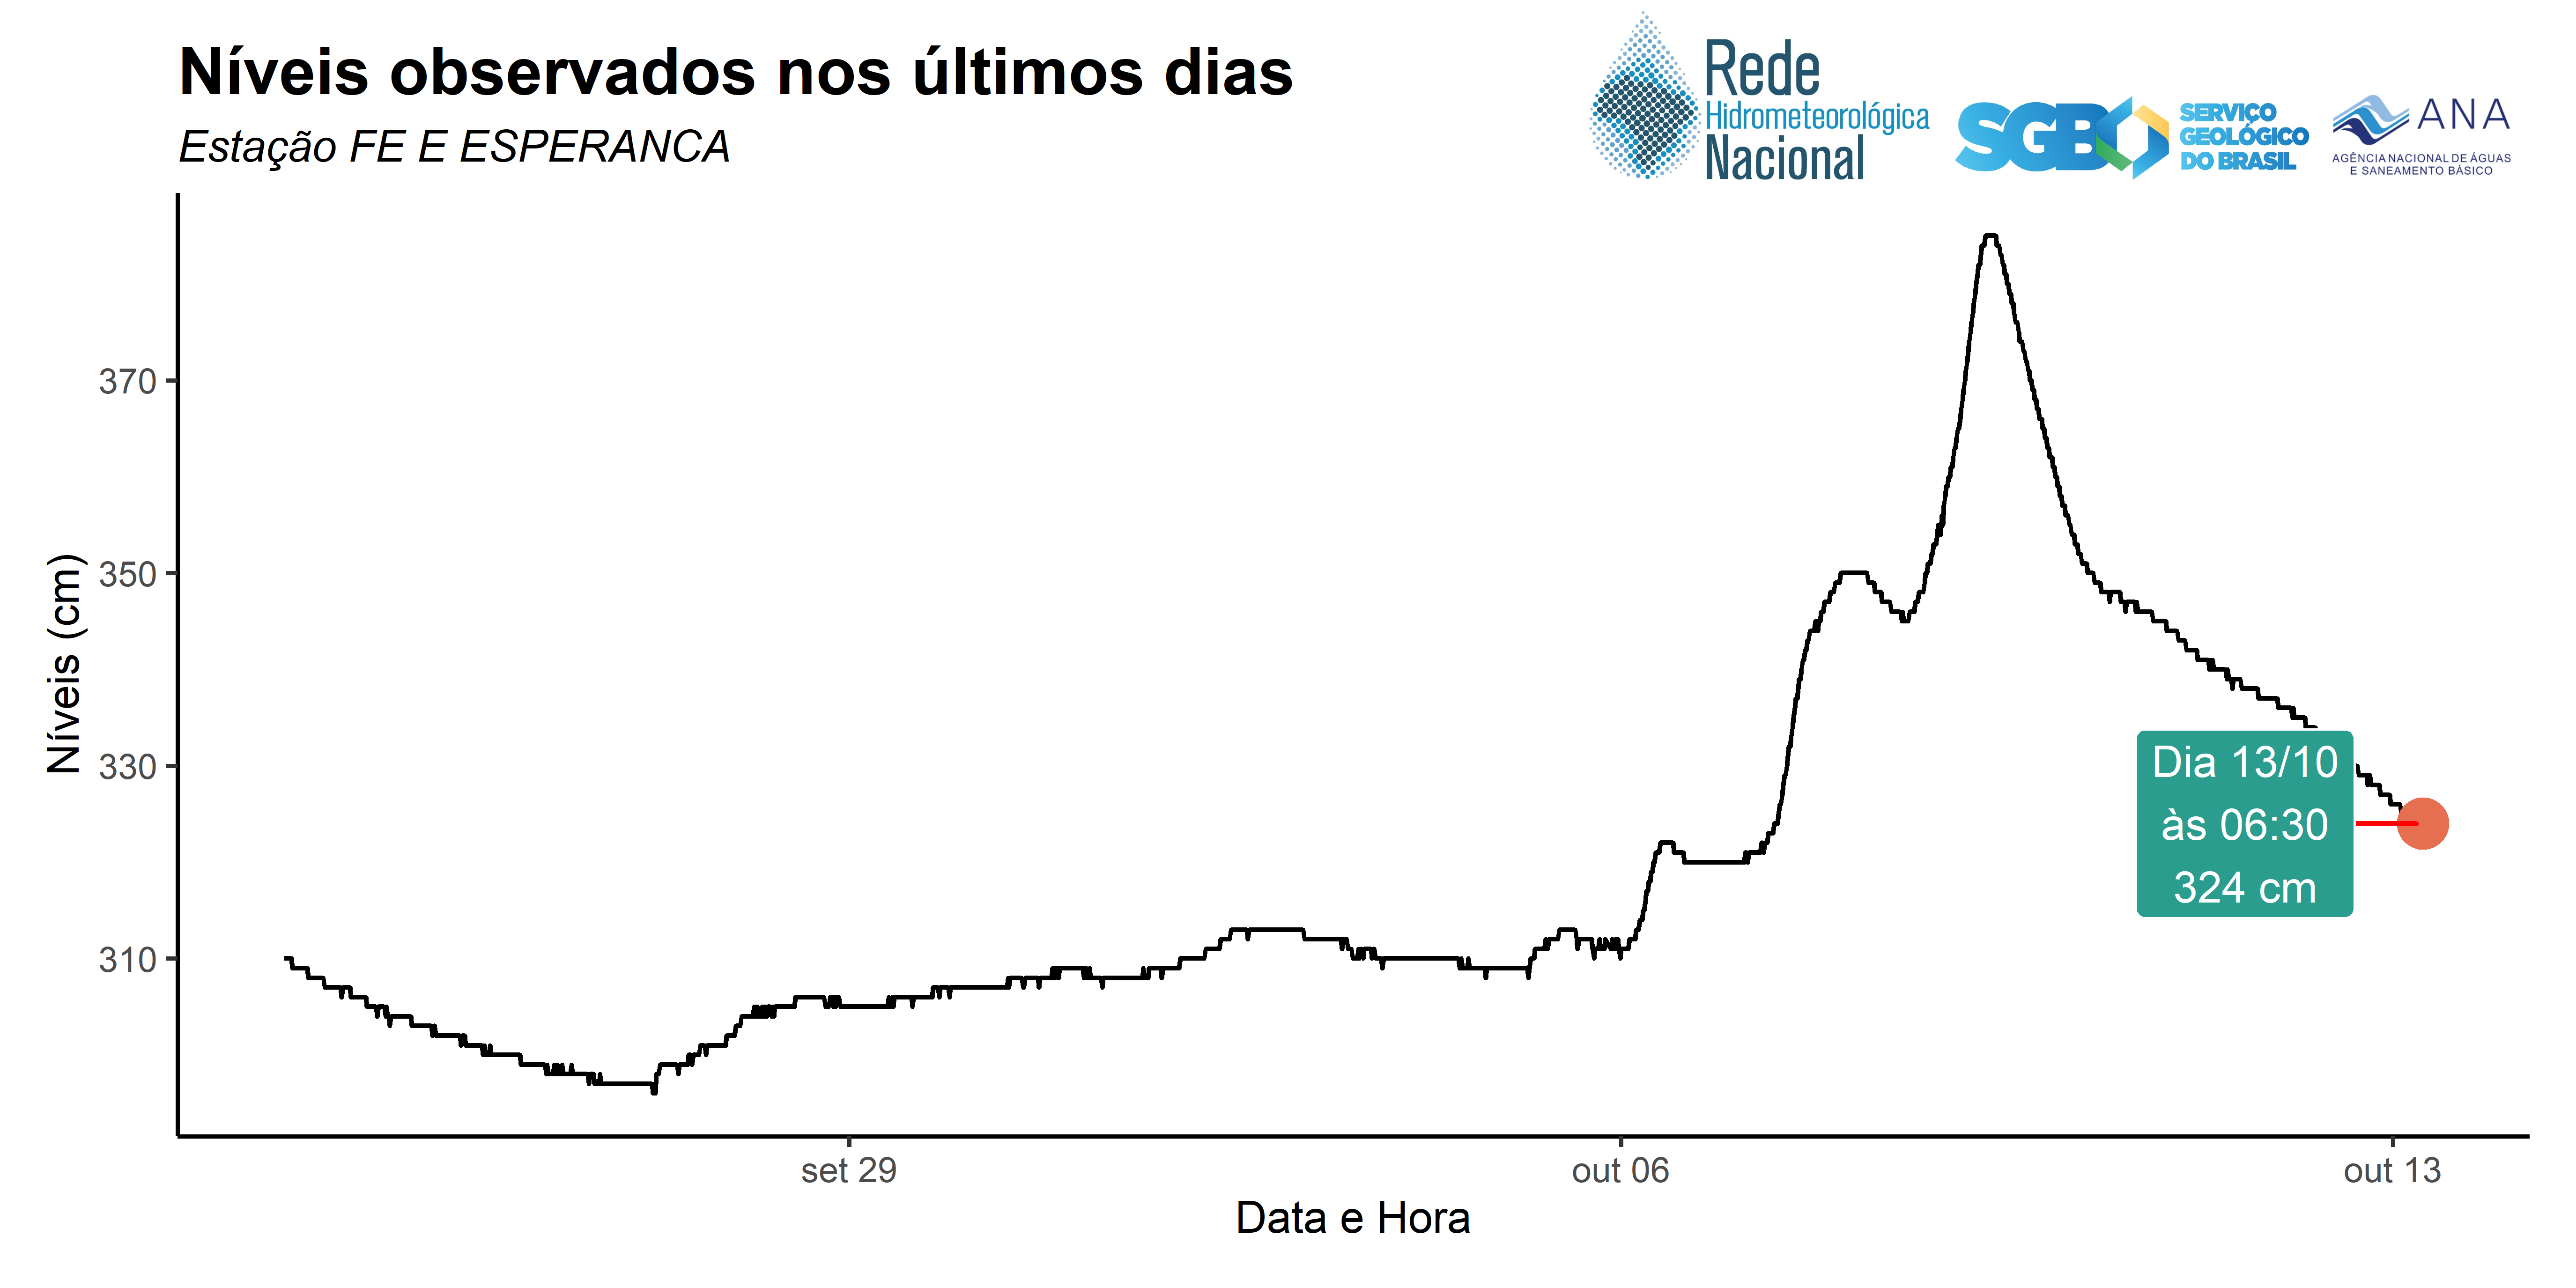 Níveis observados nos últimos dias
Estação FE E ESPERANCA
Rede
Hidrometeorológica
Nacional
SGB
SERVIÇO
GEOLÓGICO
DO BRASIL
ANA
AGÊNCIA NACIONAL DE ÁGUAS
E SANEAMENTO BÁSICO
Níveis (cm)
370
350
330
310
Dia 13/10
às 06:30
324 cm
set 29
out 06
out 13
Data e Hora